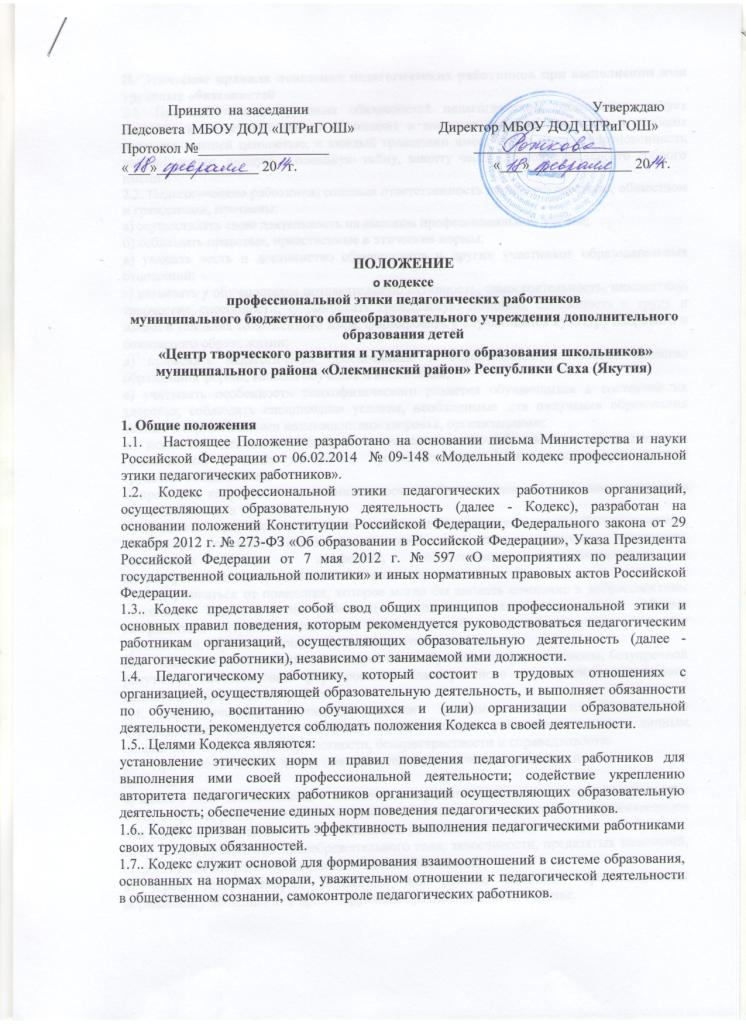 Принято на заседании
Утверждаю
Педсовета МБОУ ДОД «ЦТРиГОШ»
Директор МБОУ ДОД ЦТРиГОШ»
Протокол №
«18» февраля 2014г.
«18» февраля 2014г.
ПОЛОЖЕНИЕ
о кодексе
профессиональной этики педагогических работников
муниципального бюджетного общеобразовательного учреждения дополнительного
образования детей
«Центр творческого развития и гуманитарного образования школьников»
муниципального района «Олекминский район» Республики Саха (Якутия)
1. Общие положения
1.1. Настоящее Положение разработано на основании письма Министерства и науки
Российской Федерации от 06.02.2014 № 09-148 «Модельный кодекс профессиональной
этики педагогических работников».
1.2. Кодекс профессиональной этики педагогических работников организаций,
осуществляющих образовательную деятельность (далее - Кодекс), разработан на
основании положений Конституции Российской Федерации, Федерального закона от 29
декабря 2012 г. № 273-ФЗ «Об образовании в Российской Федерации», Указа Президента
Российской Федерации от 7 мая 2012 г. № 597 «О мероприятиях по реализации
государственной социальной политики» и иных нормативных правовых актов Российской
Федерации.
1.3.. Кодекс представляет собой свод общих принципов профессиональной этики и
основных правил поведения, которым рекомендуется руководствоваться педагогическим
работникам организаций, осуществляющих образовательную деятельность (далее -
педагогические работники), независимо от занимаемой ими должности.
1.4. Педагогическому работнику, который состоит в трудовых отношениях с
организацией, осуществляющей образовательную деятельность, и выполняет обязанности
по обучению, воспитанию обучающихся и (или) организации образовательной
деятельности, рекомендуется соблюдать положения Кодекса в своей деятельности.
1.5.. Целями Кодекса являются:
установление этических норм и правил поведения педагогических работников для
выполнения ими своей профессиональной деятельности; содействие укреплению
авторитета педагогических работников организаций осуществляющих образовательную
деятельность; обеспечение единых норм поведения педагогических работников.
1.6.. Кодекс призван повысить эффективность выполнения педагогическими работниками
своих трудовых обязанностей.
1.7.. Кодекс служит основой для формирования взаимоотношений в системе образования,
основанных на нормах морали, уважительном отношении к педагогической деятельности
в общественном сознании, самоконтроле педагогических работников.